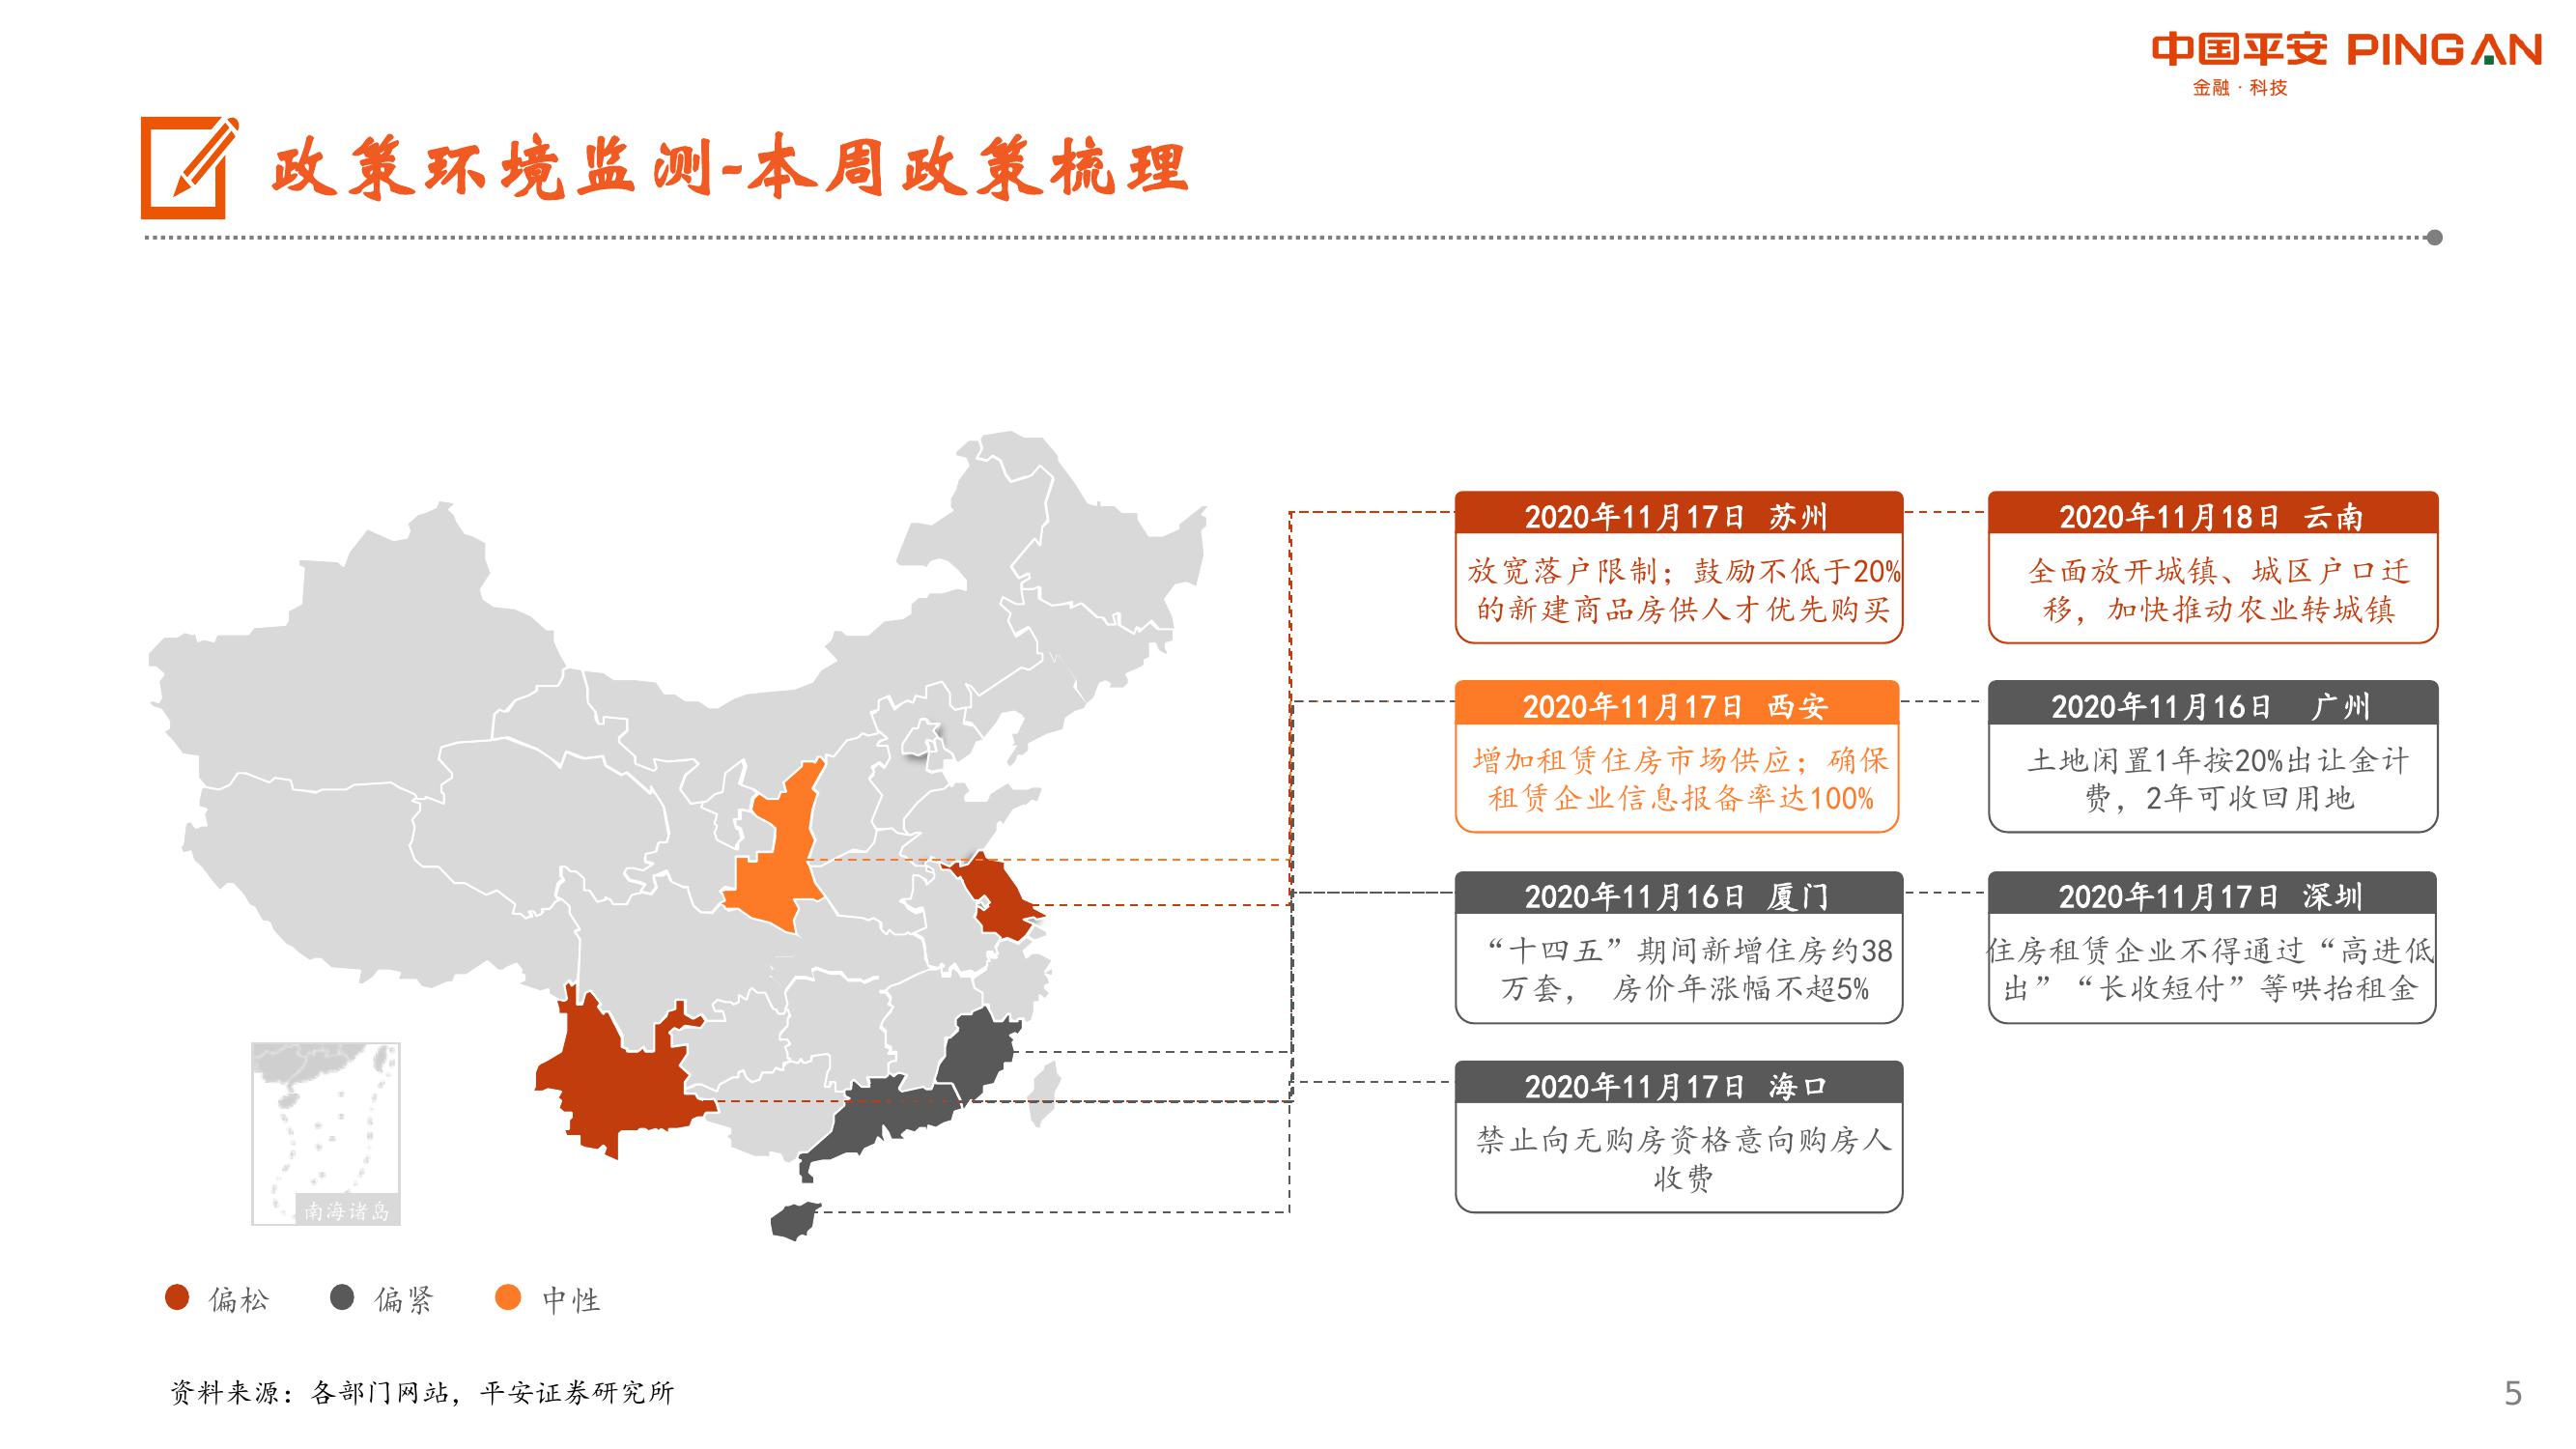 中国平安 PINGAN
金融·科技
政策环境监测-本周政策梳理
2020年11月17日 苏州
放宽落户限制；鼓励不低于20%
的新建商品房供人才优先购买
2020年11月18日 云南
全面放开城镇、城区户口迁
移，加快推动农业转城镇
2020年11月17日 西安
增加租赁住房市场供应；确保
租赁企业信息报备率达100%
2020年11月16日 广州
土地闲置1年按20%出让金计
费，2年可收回用地
2020年11月16日 厦门
“十四五”期间新增住房约38
万套， 房价年涨幅不超5%
2020年11月17日 深圳
住房租赁企业不得通过“高进低
出”“长收短付”等哄抬租金
2020年11月17日 海口
禁止向无购房资格意向购房人
收费
南海诸岛
偏松
偏紧
中性
资料来源：各部门网站，平安证券研究所
5